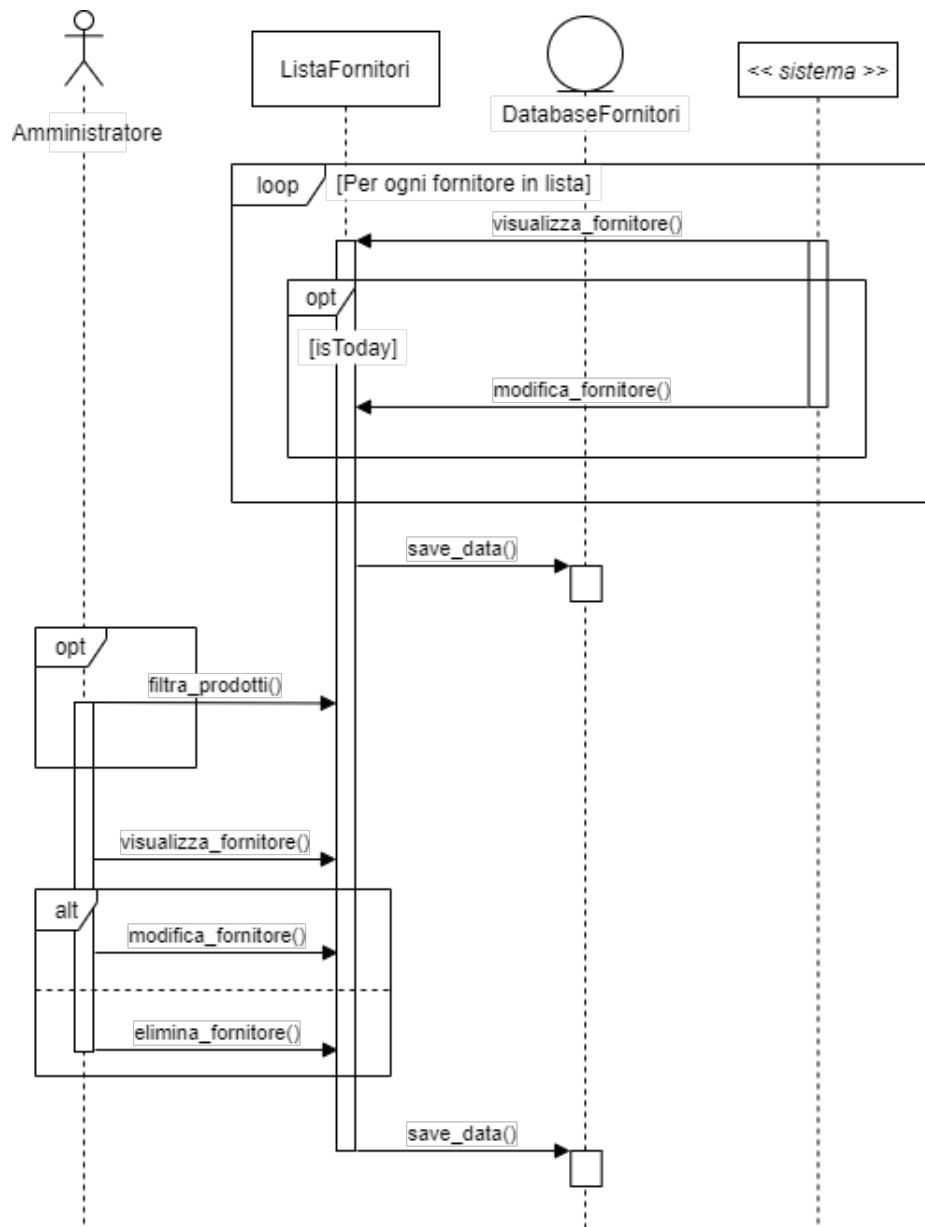 ListaFornitori
<< sistema >>
DatabaseFornitori
Amministratore
loop
[Per ogni fornitore in lista]
visualizza_fornitore()
opt
[isToday]
modifica_fornitore()
save_data()
opt
filtra_prodotti()
visualizza_fornitore()
alt
modifica_fornitore()
elimina_fornitore()
save_data()